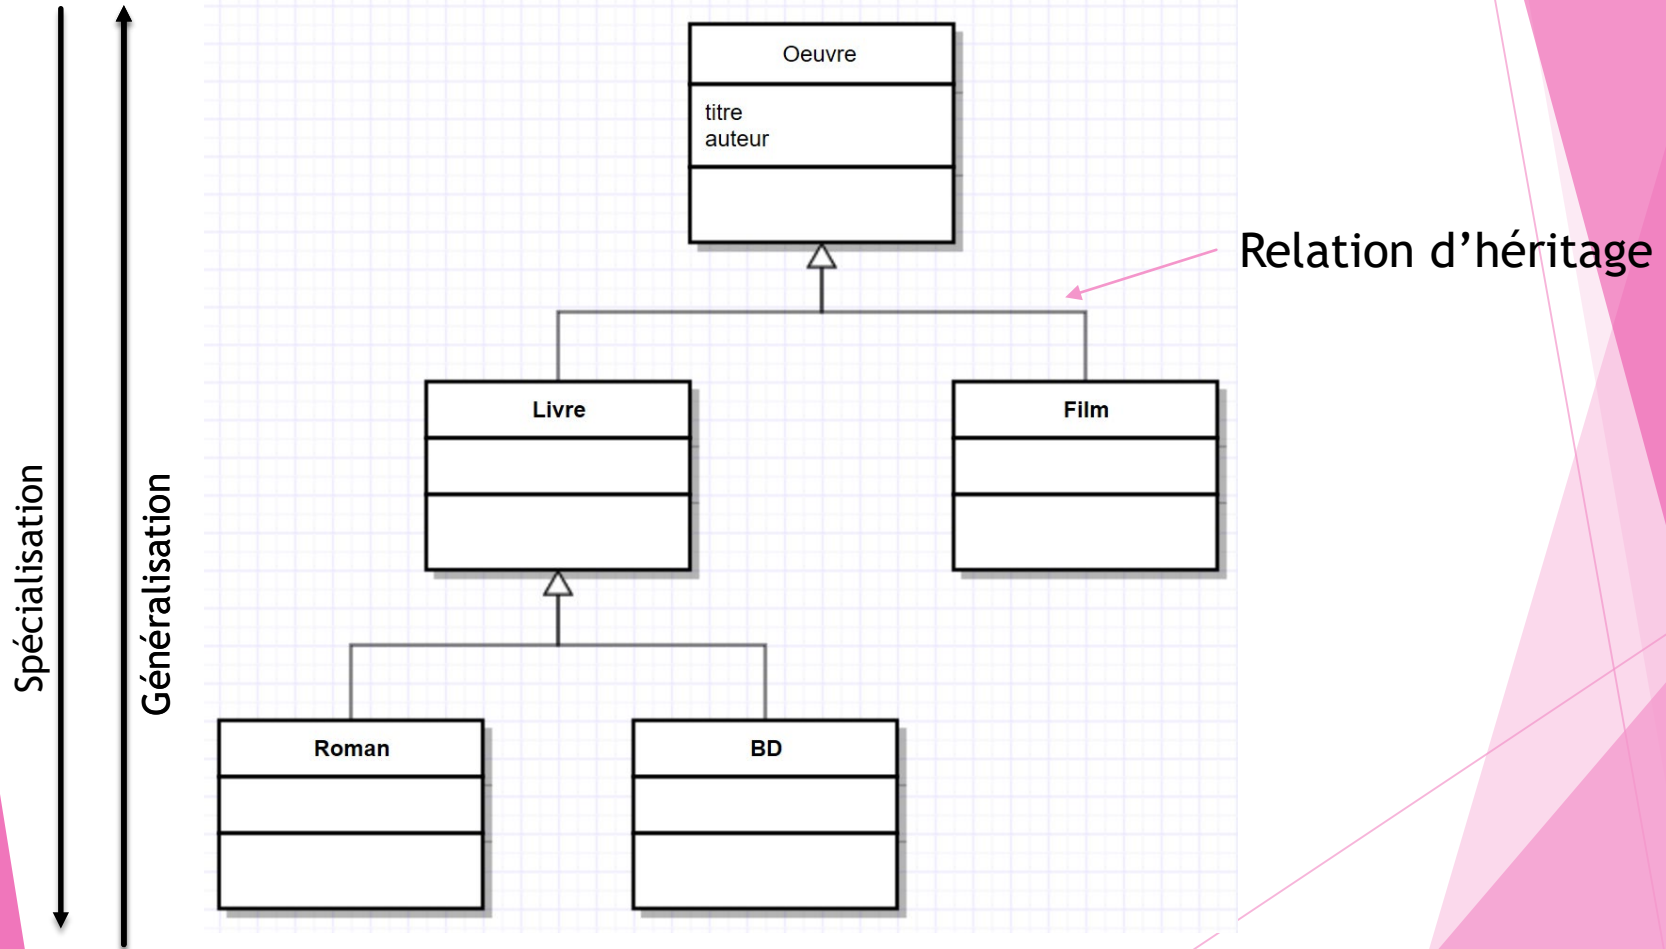 Oeuvre
titre
auteur
Relation d’héritage
Livre
Film
Spécialisation
Généralisation
Roman
BD